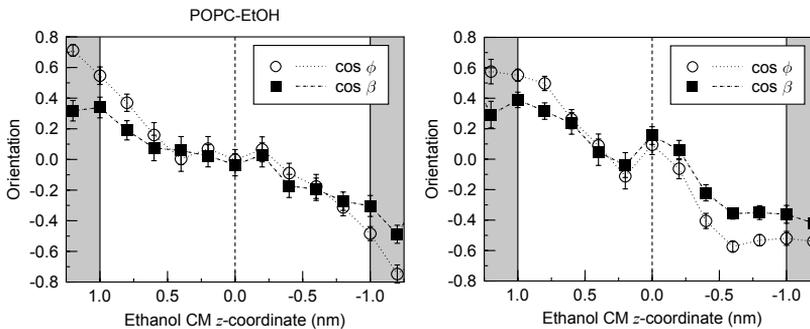 POPC-EtOH
0.8
0.6
0.4
0.2
0.0
-0.2
-0.4
-0.6
-0.8
Orientation
cos ϕ
cos β
1.0 0.5 0.0 -0.5 -1.0
Ethanol CM z-coordinate (nm)
0.8
0.6
0.4
0.2
0.0
-0.2
-0.4
-0.6
-0.8
Orientation
cos ϕ
cos β
1.0 0.5 0.0 -0.5 -1.0
Ethanol CM z-coordinate (nm)